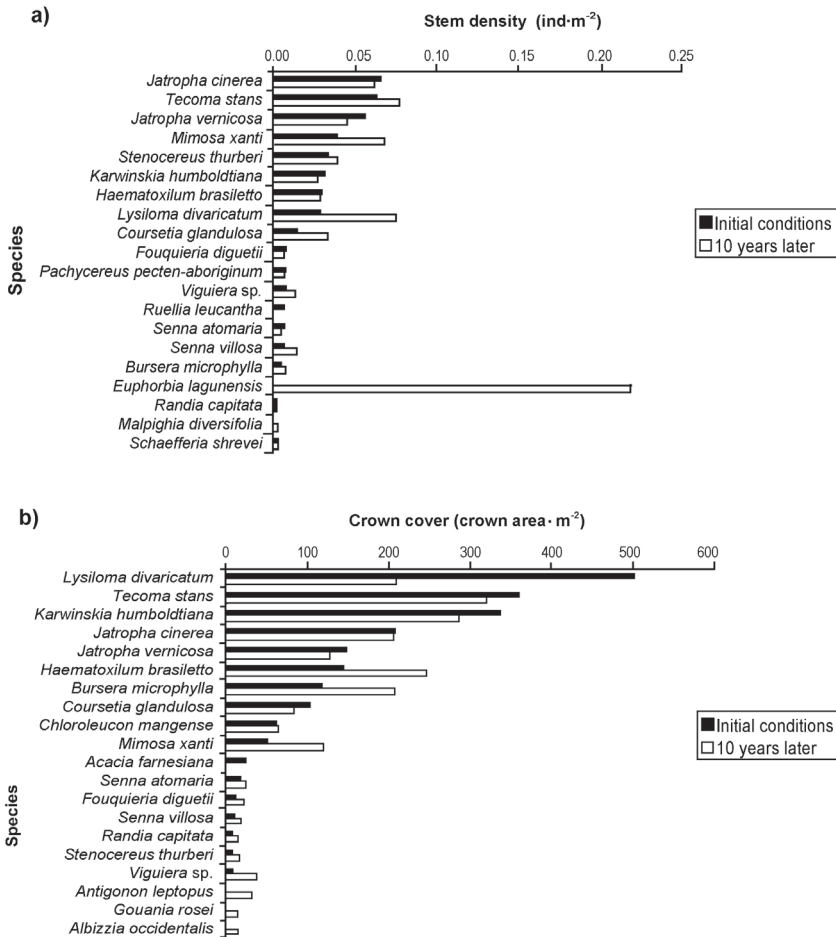 a)
Stem density (ind·m-2)
0.00 0.05 0.10 0.15 0.20 0.25
Species
Jatropha cinerea
Tecoma stans
Jatropha vernicosa
Mimosa xanti
Stenocereus thurberi
Karwinskia humboldtiana
Haematoxilum brasiletto
Lysiloma divaricatum
Coursetia glandulosa
Fouquieria diguetii
Pachycereus pecten-aboriginum
Viguiera sp.
Ruellia leucantha
Senna atomaria
Senna villosa
Bursera microphylla
Euphorbia lagunensis
Randia capitata
Malpighia diversifolia
Schaefferia shrevei
Initial conditions
10 years later
b)
Crown cover (crown area· m-2)
0 100 200 300 400 500 600
Species
Lysiloma divaricatum
Tecoma stans
Karwinskia humboldtiana
Jatropha cinerea
Jatropha vernicosa
Haematoxilum brasiletto
Bursera microphylla
Coursetia glandulosa
Chloroleucon mangense
Mimosa xanti
Acacia farnesiana
Senna atomaria
Fouquieria diguetii
Senna villosa
Randia capitata
Stenocereus thurberi
Viguiera sp.
Antigonon leptopus
Gouania rosei
Albizzia occidentalis
Initial conditions
10 years later